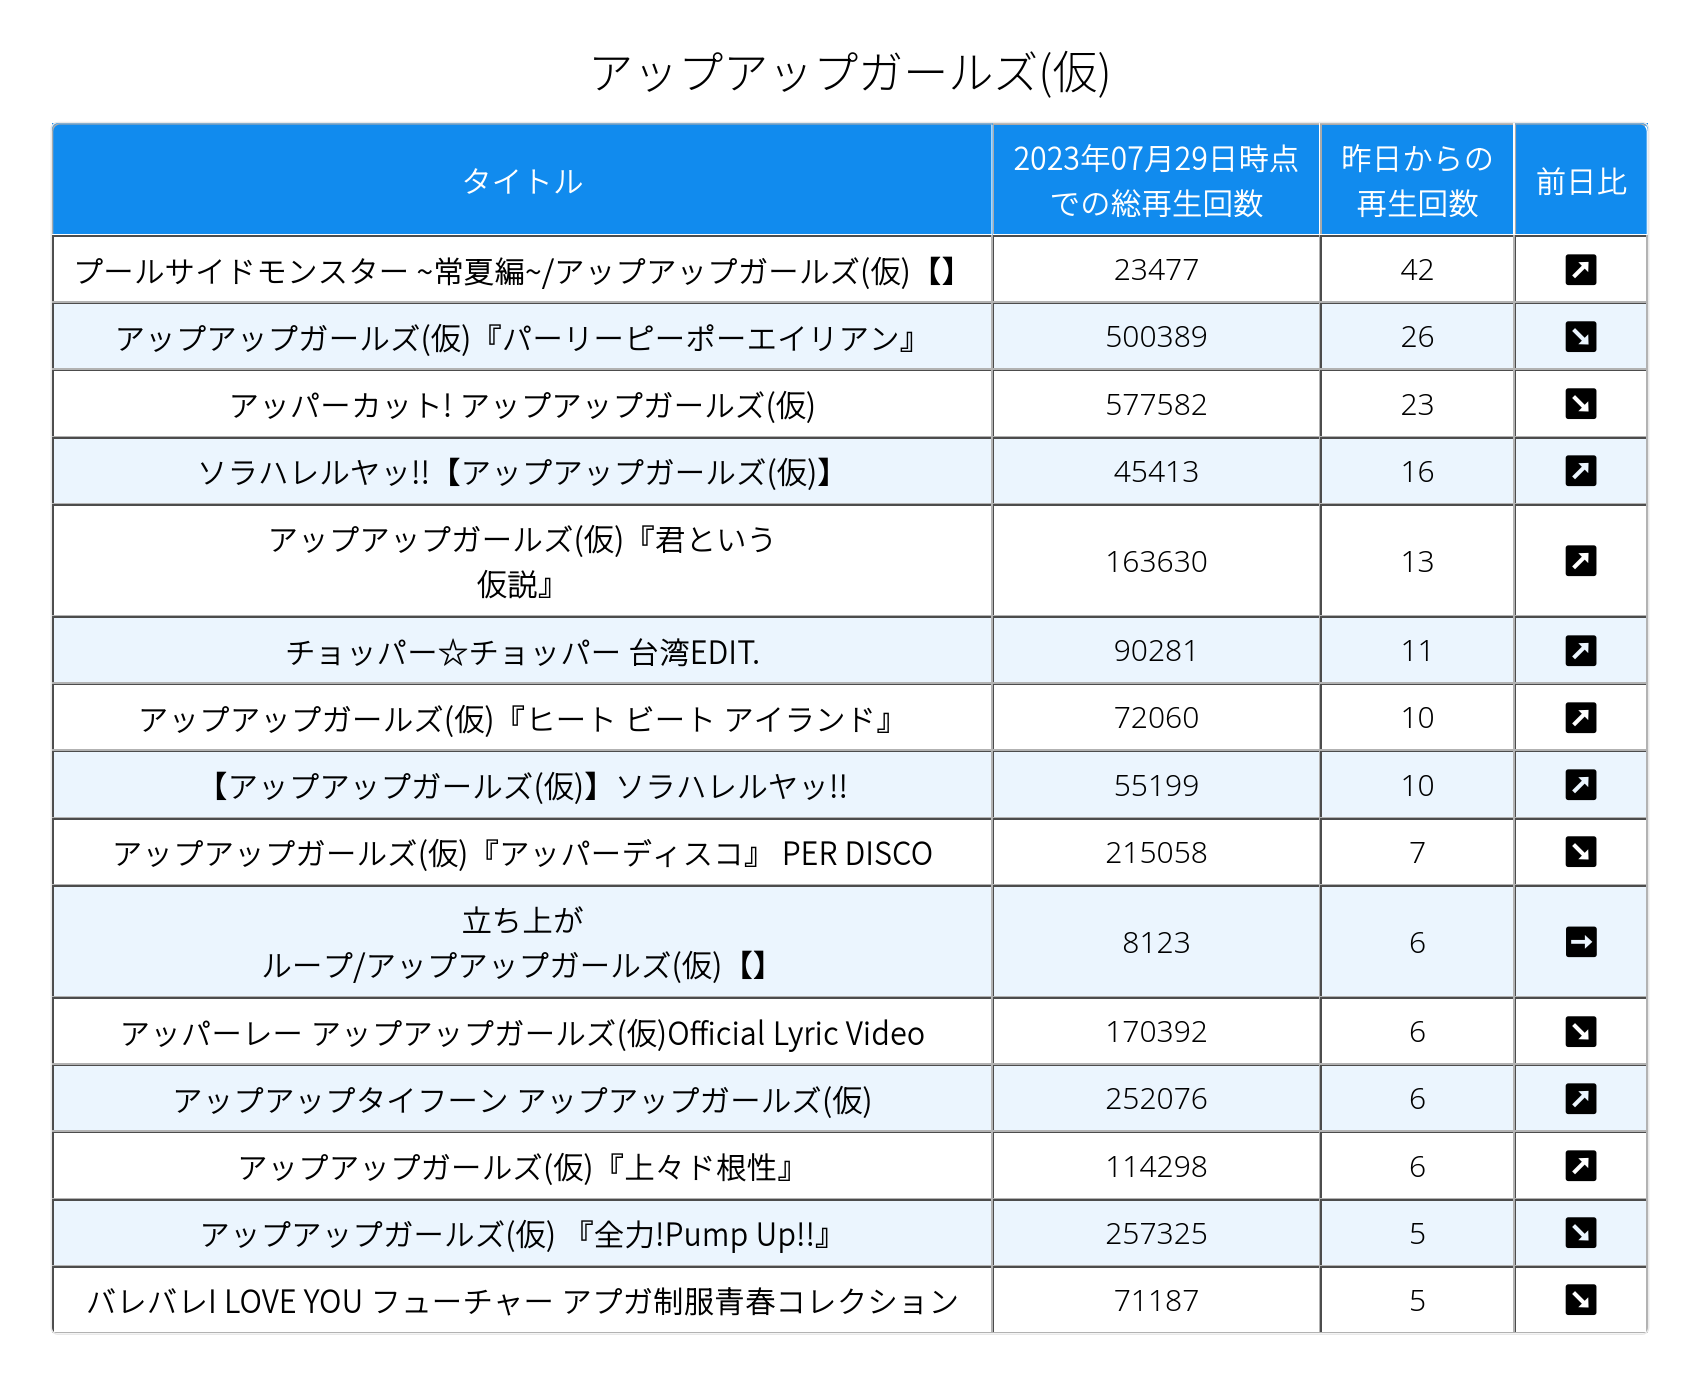 アップアップガールズ(仮)
タイトル
2023年07月29日時点
での総再生回数
昨日からの
再生回数
前日比
プールサイドモンスター ~常夏編~/アップアップガールズ(仮)【】 23477 42
アップアップガールズ(仮)『パーリーピーポーエイリアン』 500389 26
アッパーカット! アップアップガールズ(仮) 577582 23
ソラハレルヤッ!!【アップアップガールズ(仮)】 45413 16
アップアップガールズ(仮)『君という
仮説』 163630 13
チョッパー☆チョッパー 台湾EDIT. 90281 11
アップアップガールズ(仮)『ヒート ビート アイランド』 72060 10
【アップアップガールズ(仮)】ソラハレルヤッ!! 55199 10
アップアップガールズ(仮)『アッパーディスコ』 PER DISCO 215058 7
立ち上が
ループ/アップアップガールズ(仮)【】 8123 6
アッパーレー アップアップガールズ(仮)Official Lyric Video 170392 6
アップアップタイフーン アップアップガールズ(仮) 252076 6
アップアップガールズ(仮)『上々ド根性』 114298 6
アップアップガールズ(仮) 『全力!Pump Up!!』 257325 5
バレバレI LOVE YOU フューチャー アプガ制服青春コレクション 71187 5